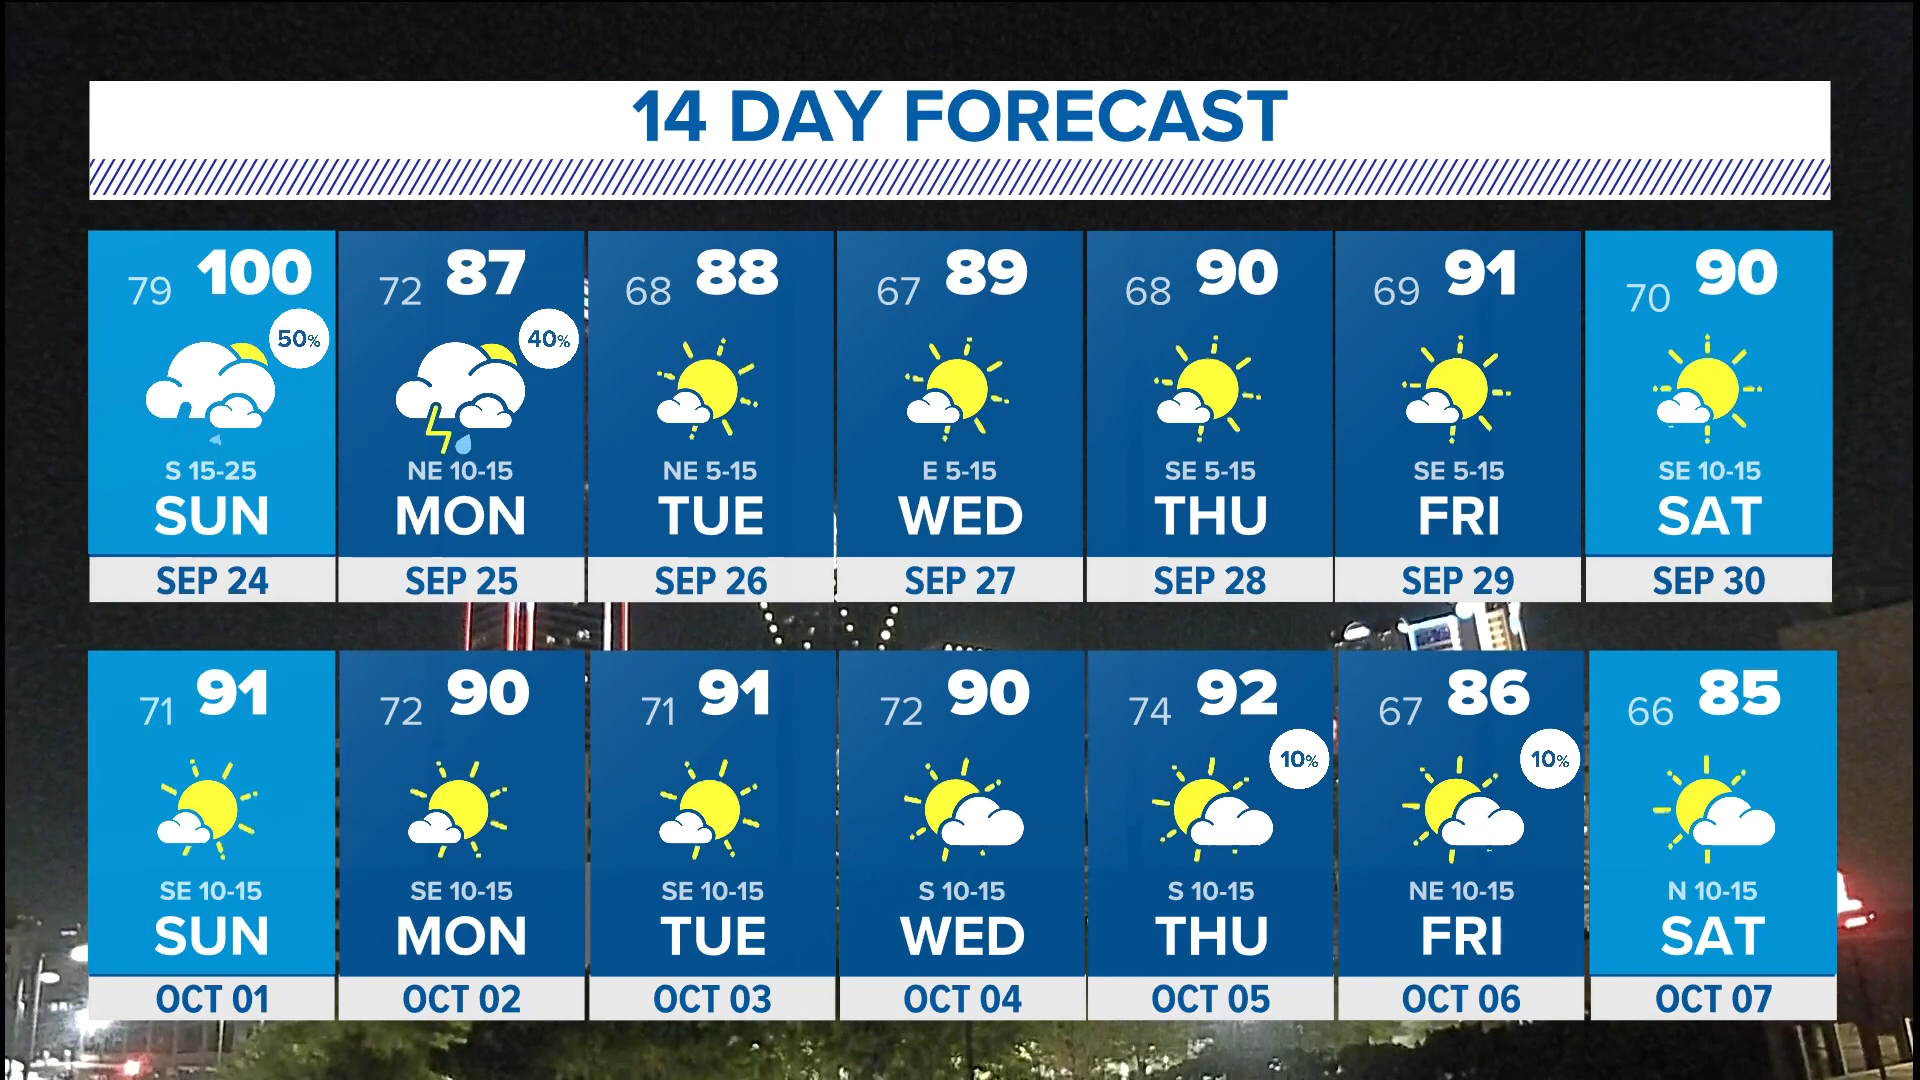 14 DAY FORECAST
79 100
50%
S 15-25
SUN
SEP 24
72 87
40%
NE 10-15
MON
SEP 25
68 88
NE 5-15
TUE
SEP 26
67 89
E 5-15
WED
SEP 27
68 90
SE 5-15
THU
SEP 28
69 91
SE 5-15
FRI
SEP 29
70 90
SE 10-15
SAT
SEP 30
71 91
SE 10-15
SUN
OCT 01
72 90
SE 10-15
MON
OCT 02
71 91
SE 10-15
TUE
OCT 03
72 90
S 10-15
WED
OCT 04
74 92
10%
S 10-15
THU
OCT 05
67 86
10%
NE 10-15
FRI
OCT 06
66 85
N 10-15
SAT
OCT 07